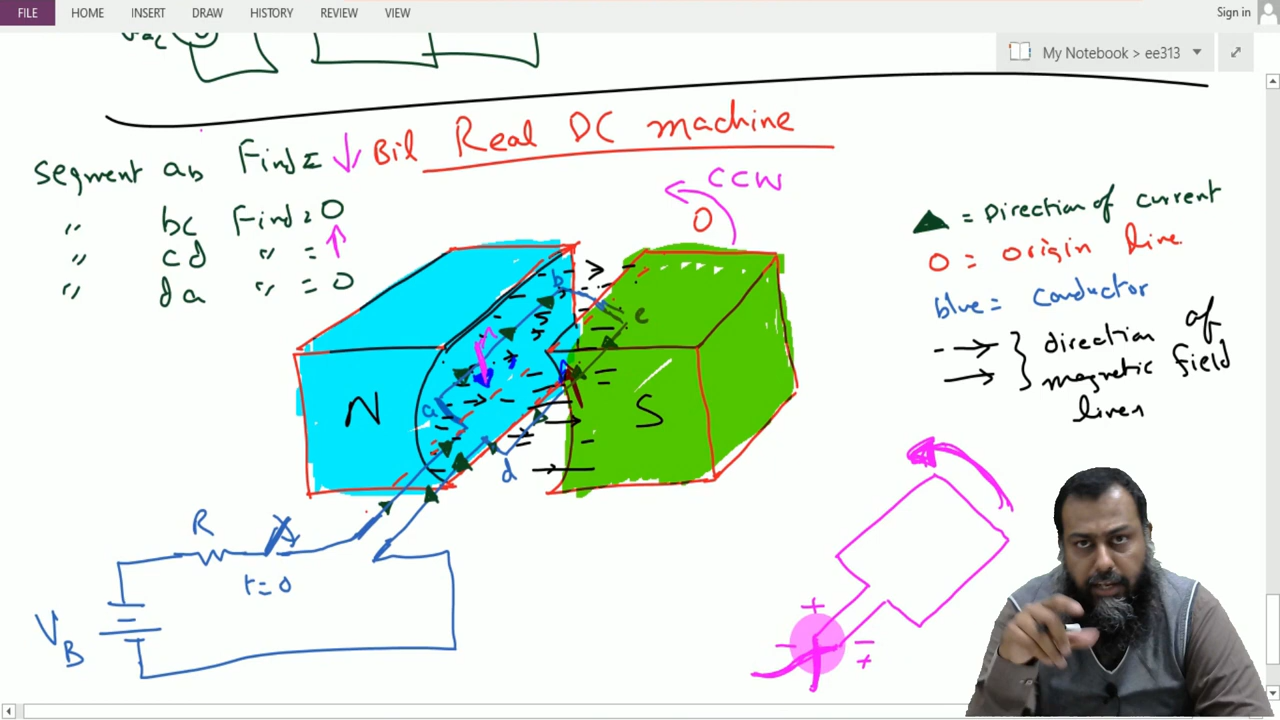 FILE HOME INSERT DRAW HISTORY REVIEW VIEW
Sign in
My Notebook > ee313
Real DC machine
Segment ab Find = ↓ Bil
" bc Find = 0
" cd " = ↑
" da " = 0
CCW
O
▲ = Direction of current
O = origin line
blue = conductor
direction of
magnetic field
lines
b
c
a
d
N
S
R
t=0
V_B
+
-
-
+